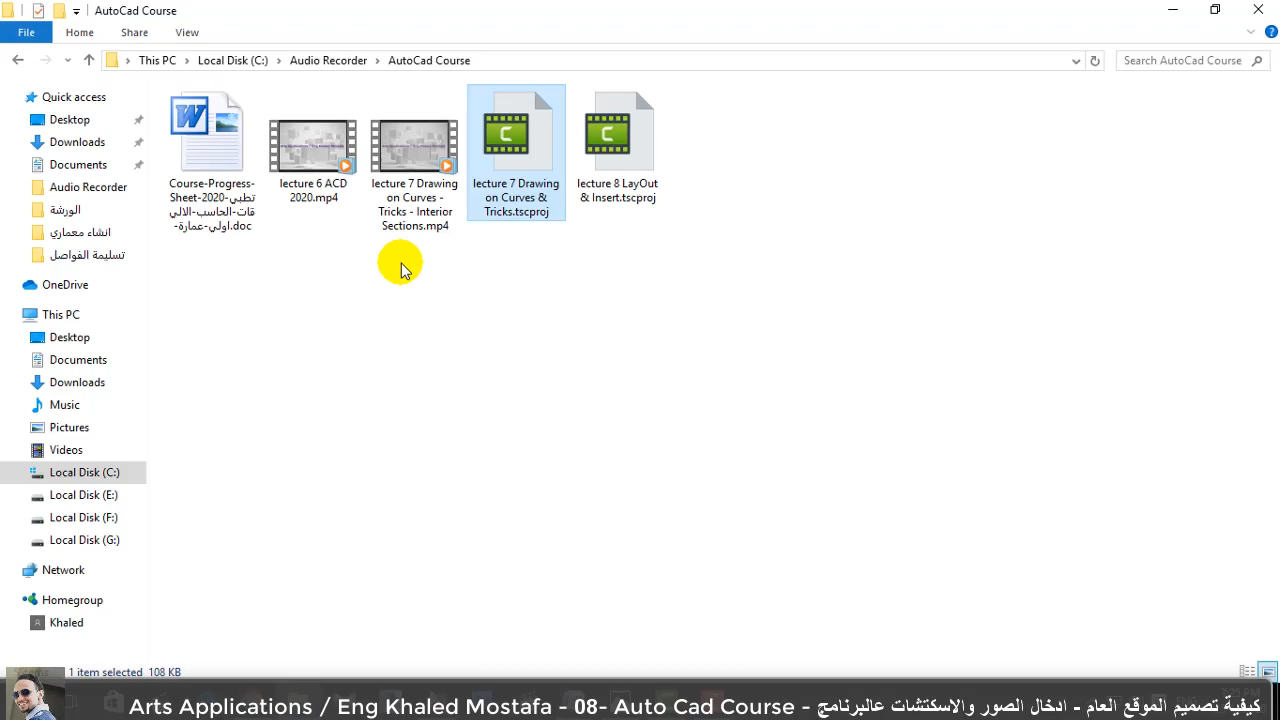 AutoCad Course
File
Home
Share
View
This PC
Local Disk (C:)
Audio Recorder
AutoCad Course
Search AutoCad Course
Quick access
Desktop
Downloads
Documents
Audio Recorder
الورشة
انشاء معماري
تسليمة الفواصل
OneDrive
This PC
Desktop
Documents
Downloads
Music
Pictures
Videos
Local Disk (C:)
Local Disk (E:)
Local Disk (F:)
Local Disk (G:)
Network
Homegroup
Khaled
Course-Progress-
Sheet-2020-تطبي
قات-الحاسب-الالي
-اولي-عمارة.doc
lecture 6 ACD
2020.mp4
lecture 7 Drawing
on Curves -
Tricks - Interior
Sections.mp4
lecture 7 Drawing
on Curves &
Tricks.tscproj
lecture 8 LayOut
& Insert.tscproj
1 item selected 108 KB
Arts Applications / Eng Khaled Mostafa - 08- Auto Cad Course - كيفية تصميم الموقع العام - ادخال الصور والاسكتشات عالبرنامج